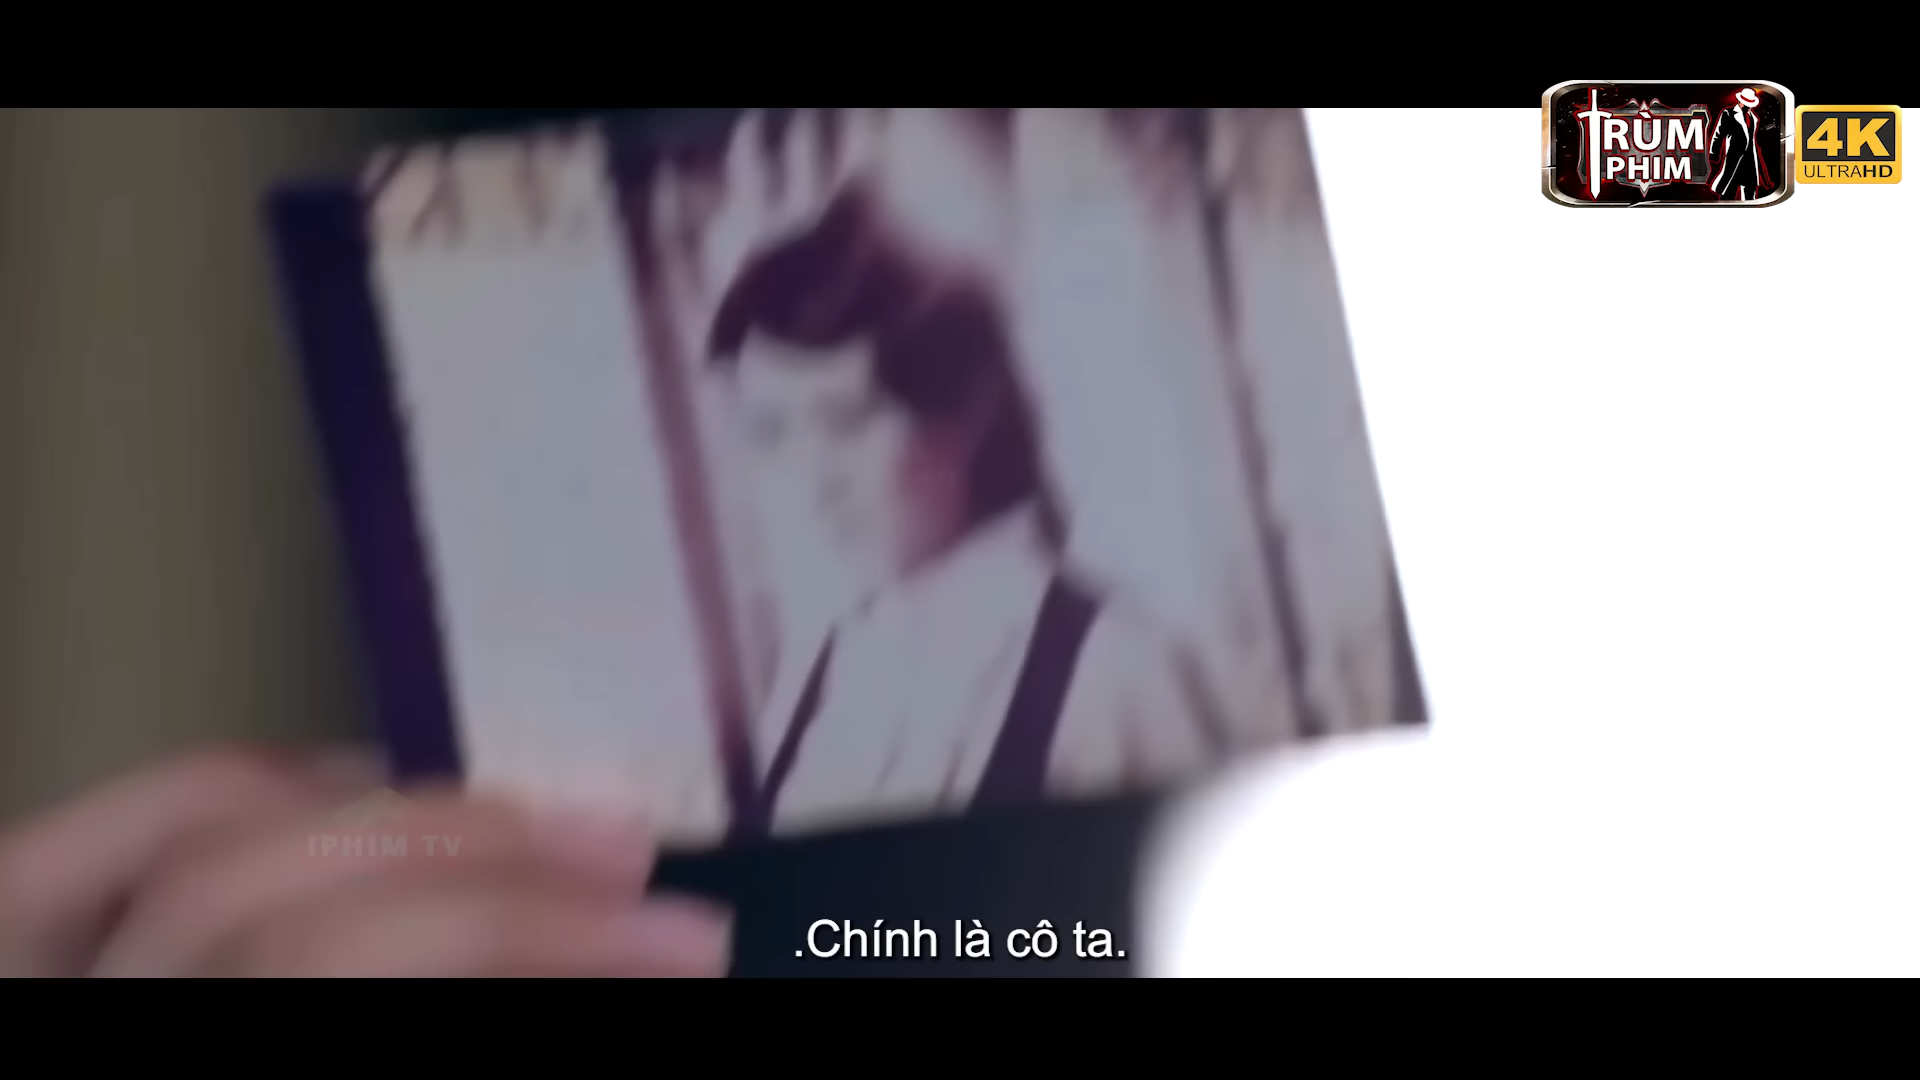 TRÙM
PHIM
4K
ULTRAHD
IPHIM TV
.Chính là cô ta.